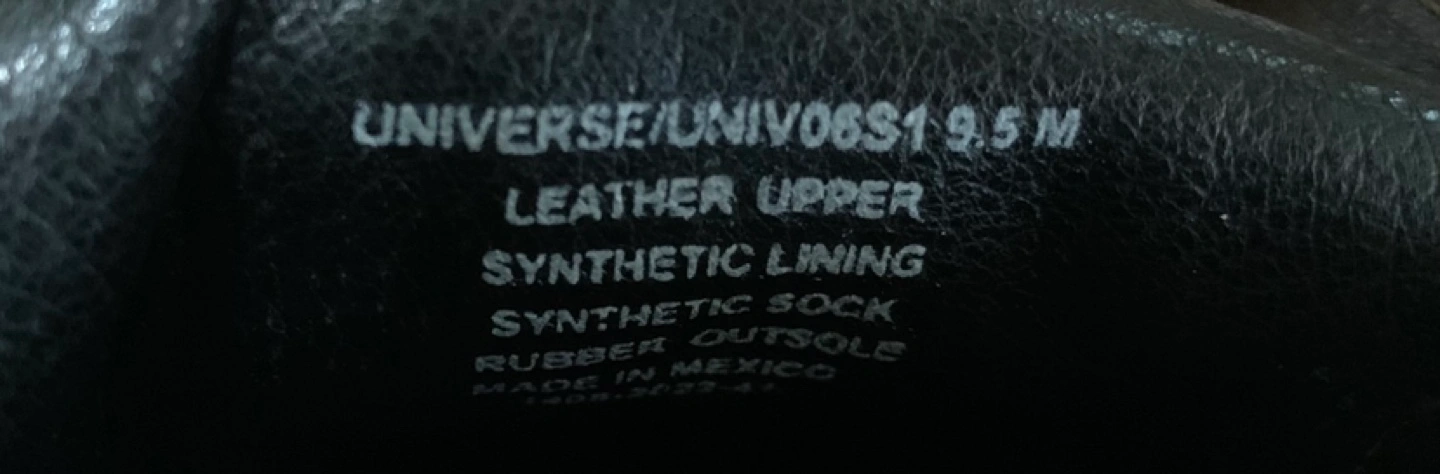 UNIVERSE/UNIV06S1 9.5 M
LEATHER UPPER
SYNTHETIC LINING
SYNTHETIC SOCK
RUBBER OUTSOLE
MADE IN MEXICO